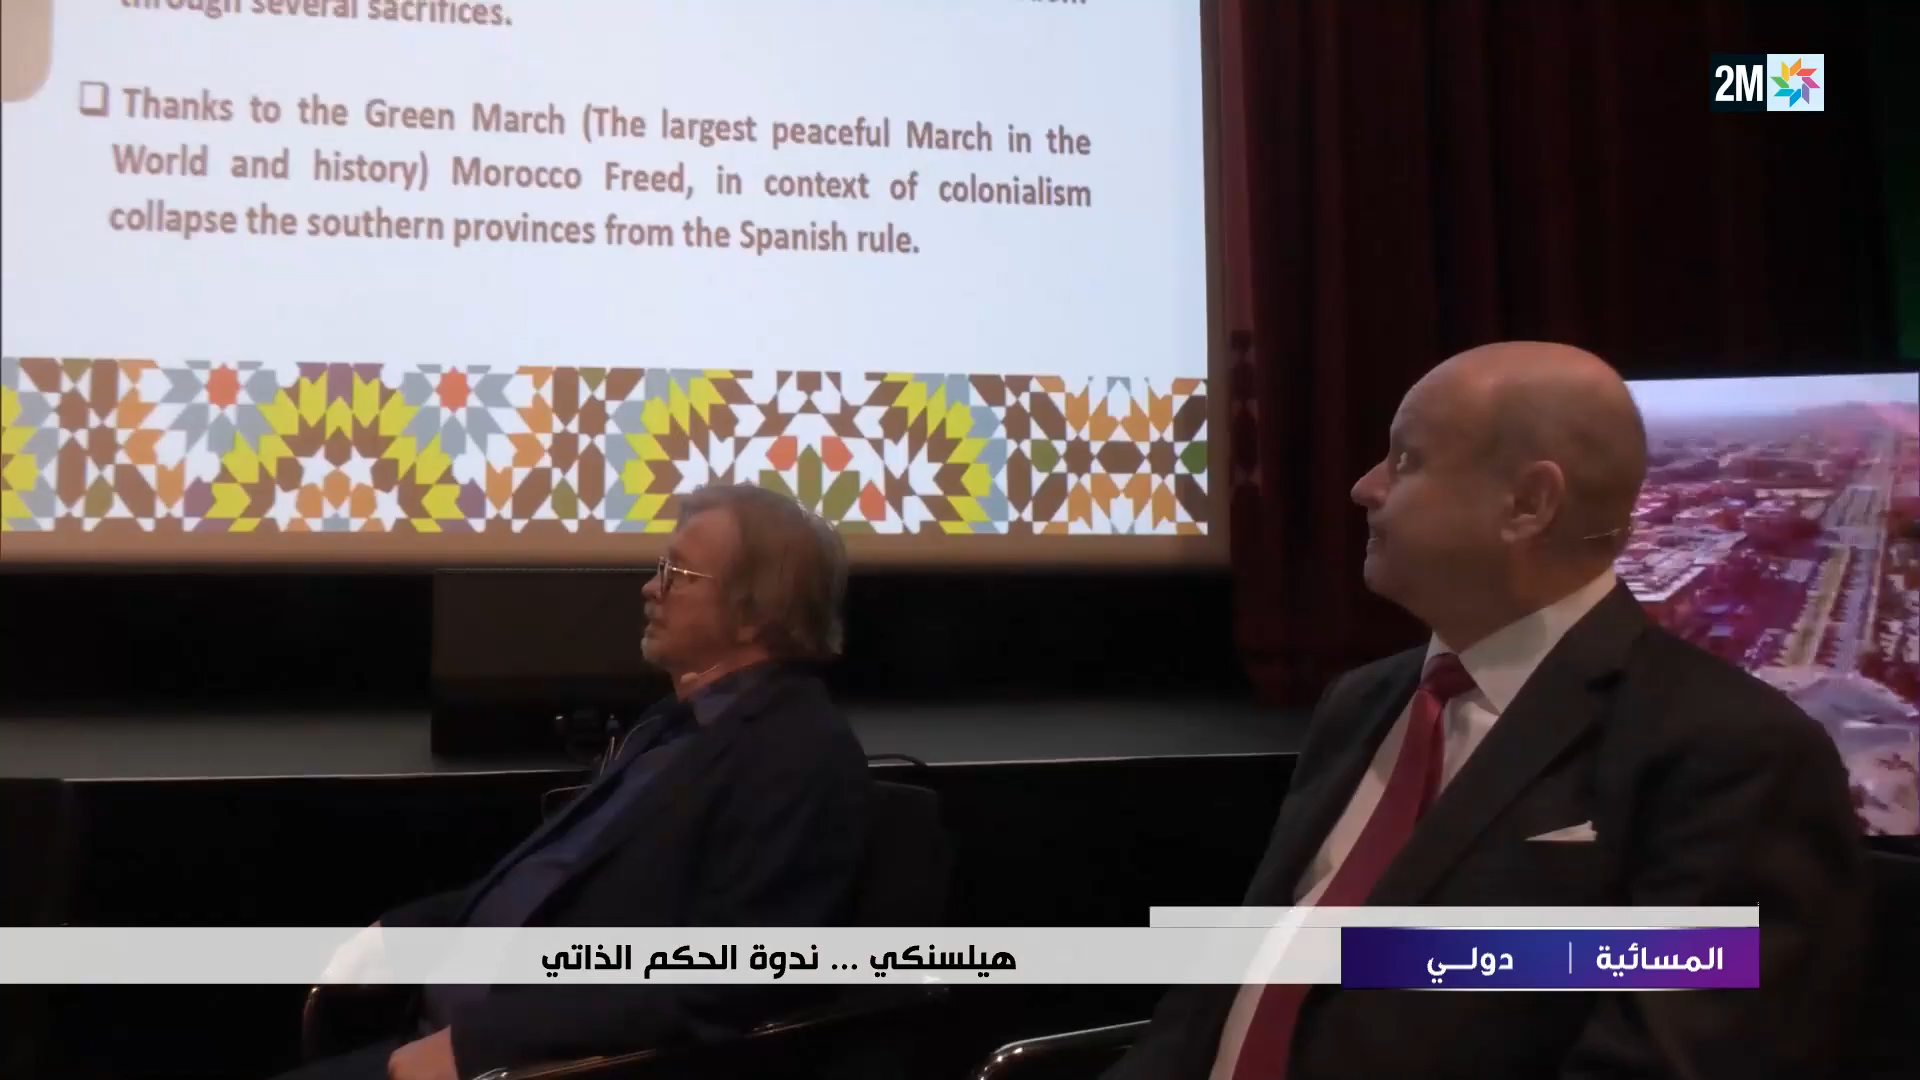 through several sacrifices.
2M
❑ Thanks to the Green March (The largest peaceful March in the
World and history) Morocco Freed, in context of colonialism
collapse the southern provinces from the Spanish rule.
المسائية | دولي
هيلسنكي ... ندوة الحكم الذاتي